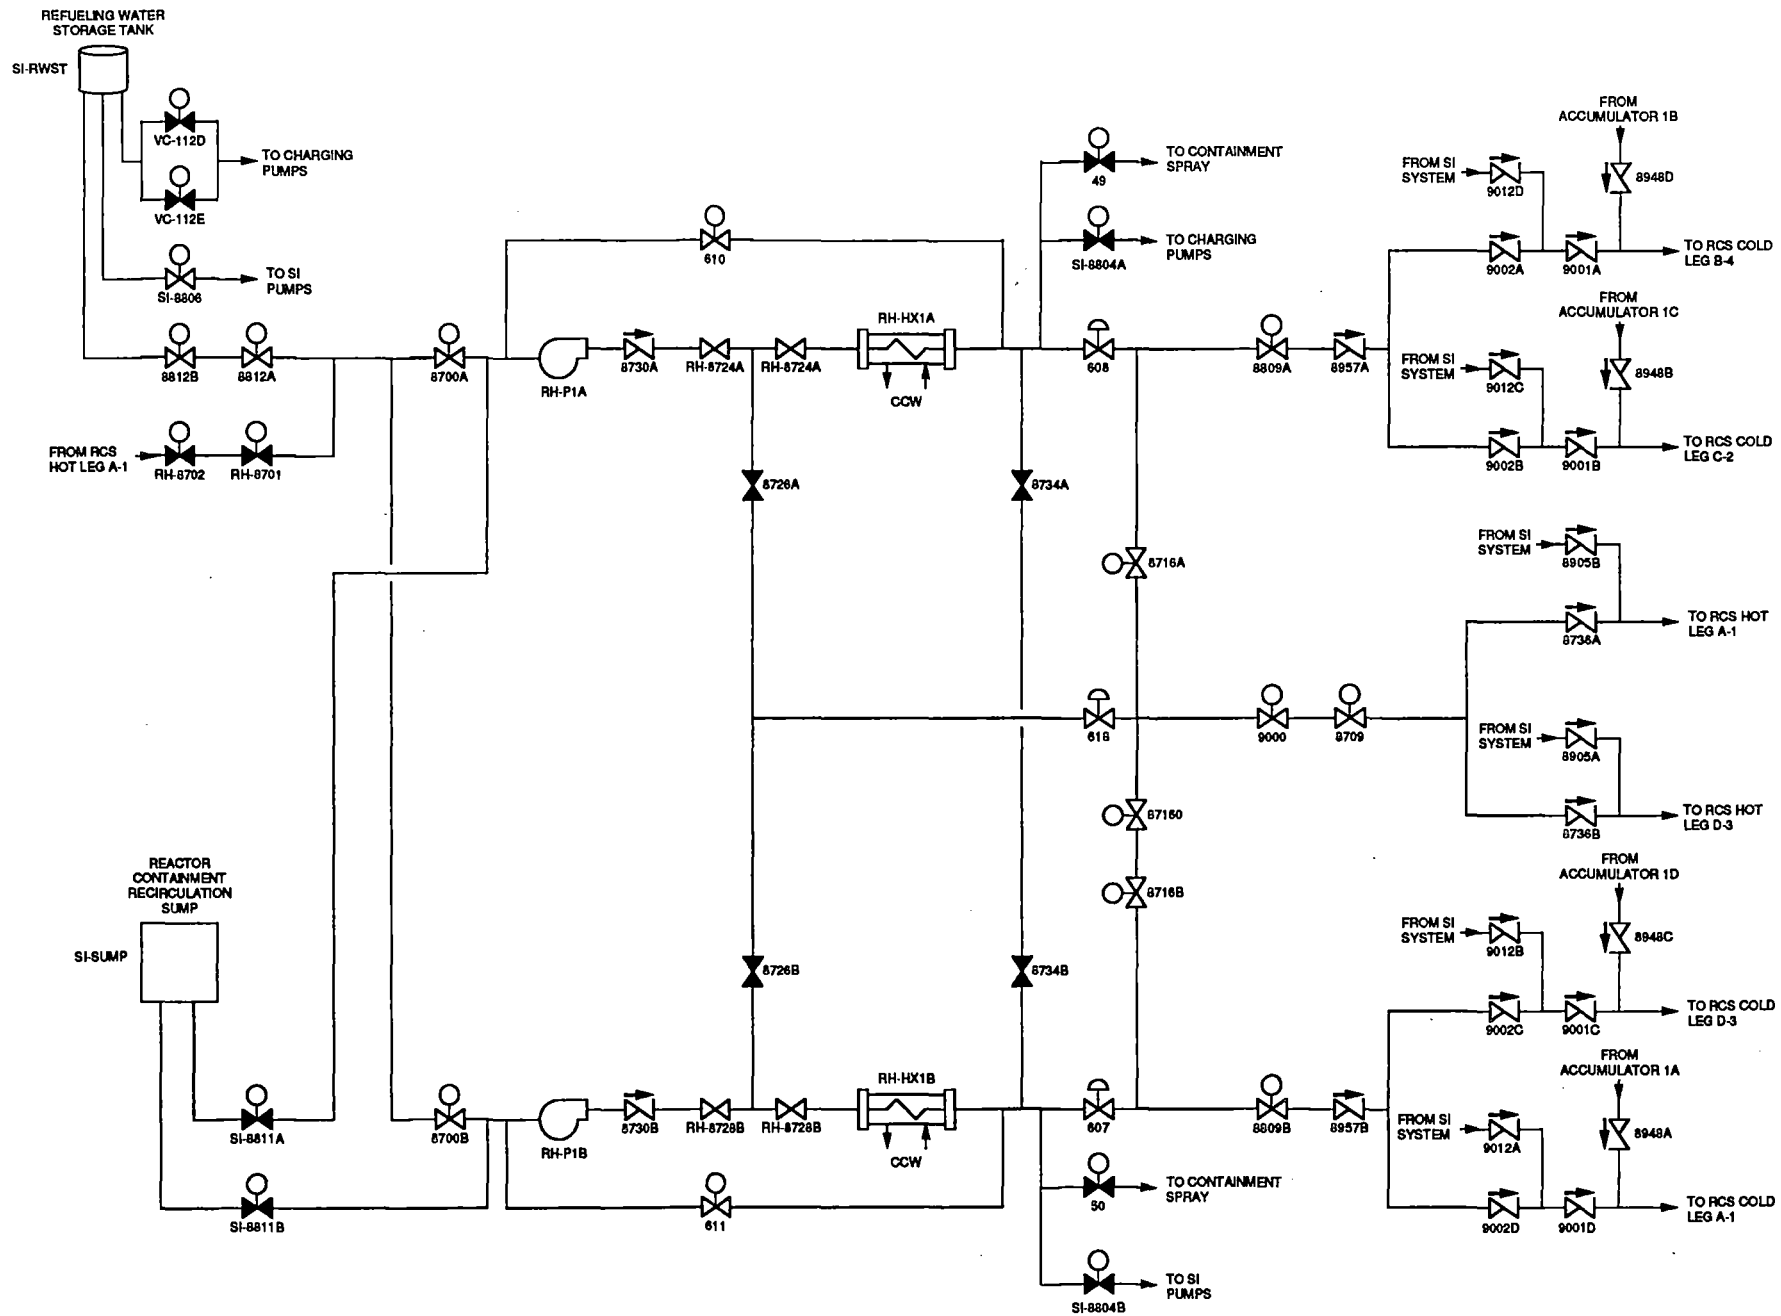 REFUELING WATER
STORAGE TANK
SI-RWST
VC-112D
TO CHARGING
PUMPS
VC-112E
SI-8806
TO SI
PUMPS
8812B
8812A
8700A
FROM RCS
HOT LEG A-1
RH-8702
RH-8701
610
RH-P1A
8730A
RH-8724A
RH-8724A
RH-HX1A
CCW
49
TO CONTAINMENT
SPRAY
SI-8804A
TO CHARGING
PUMPS
608
8809A
8957A
FROM
ACCUMULATOR 1B
FROM SI
SYSTEM
9012D
8948D
9002A
9001A
TO RCS COLD
LEG B-4
FROM
ACCUMULATOR 1C
FROM SI
SYSTEM
9012C
8948B
9002B
9001B
TO RCS COLD
LEG C-2
8726A
8734A
8716A
FROM SI
SYSTEM
8905B
8736A
TO RCS HOT
LEG A-1
618
9000
8709
FROM SI
SYSTEM
8905A
8736B
TO RCS HOT
LEG D-3
87160
8716B
8726B
8734B
REACTOR
CONTAINMENT
RECIRCULATION
SUMP
SI-SUMP
SI-8811A
SI-8811B
8700B
RH-P1B
8730B
RH-8728B
RH-8728B
RH-HX1B
CCW
611
607
8809B
8957B
50
TO CONTAINMENT
SPRAY
SI-8804B
TO SI
PUMPS
FROM
ACCUMULATOR 1D
FROM SI
SYSTEM
9012B
8948C
9002C
9001C
TO RCS COLD
LEG D-3
FROM
ACCUMULATOR 1A
FROM SI
SYSTEM
9012A
8948A
9002D
9001D
TO RCS COLD
LEG A-1